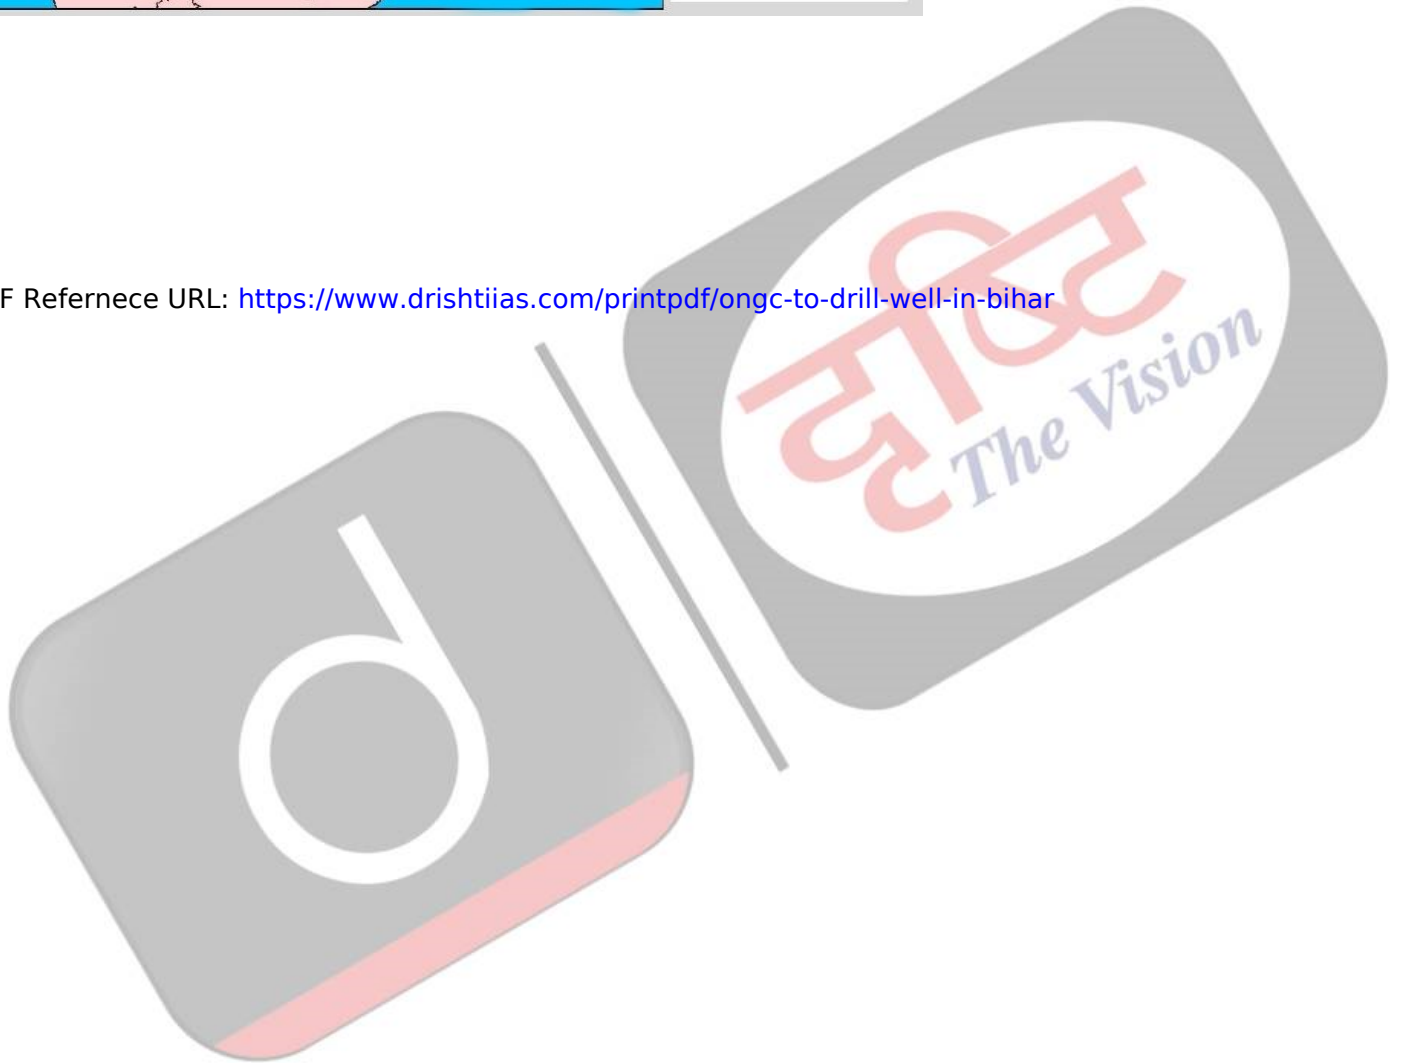 F Refernece URL: https://www.drishtiias.com/printpdf/ongc-to-drill-well-in-bihar
दृष्टि
The Vision
d